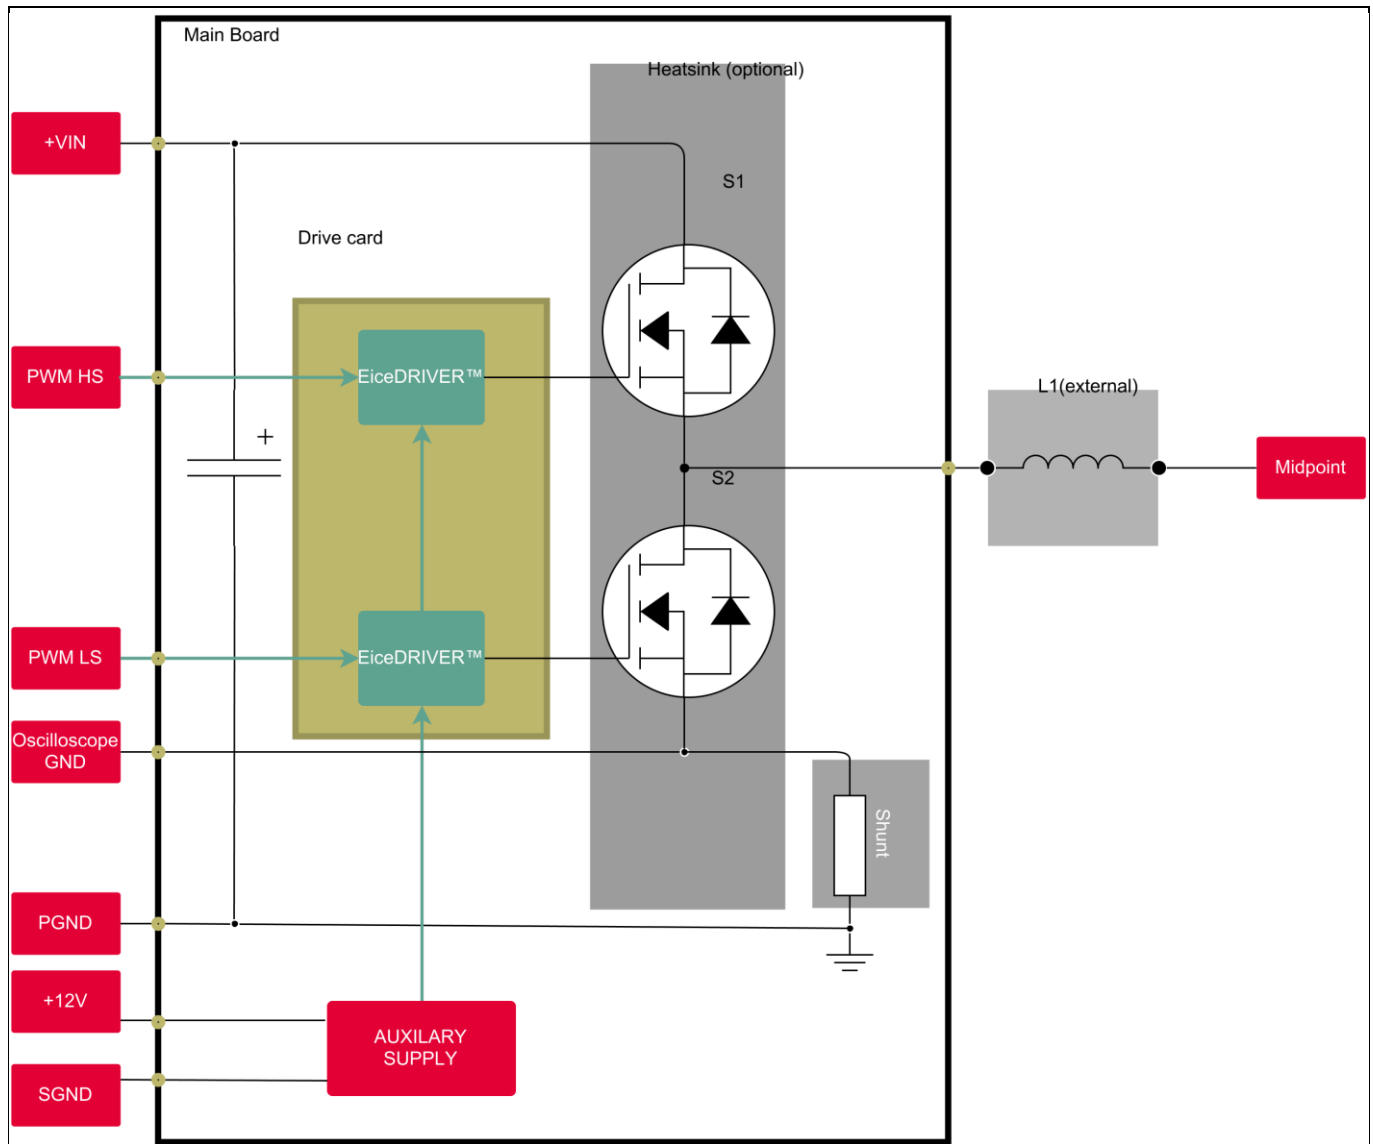 Main Board
Heatsink (optional)
+VIN
S1
Drive card
PWM HS
EiceDRIVER™
L1(external)
+
Midpoint
S2
PWM LS
EiceDRIVER™
Oscilloscope
GND
Shunt
PGND
+12V
AUXILARY
SUPPLY
SGND